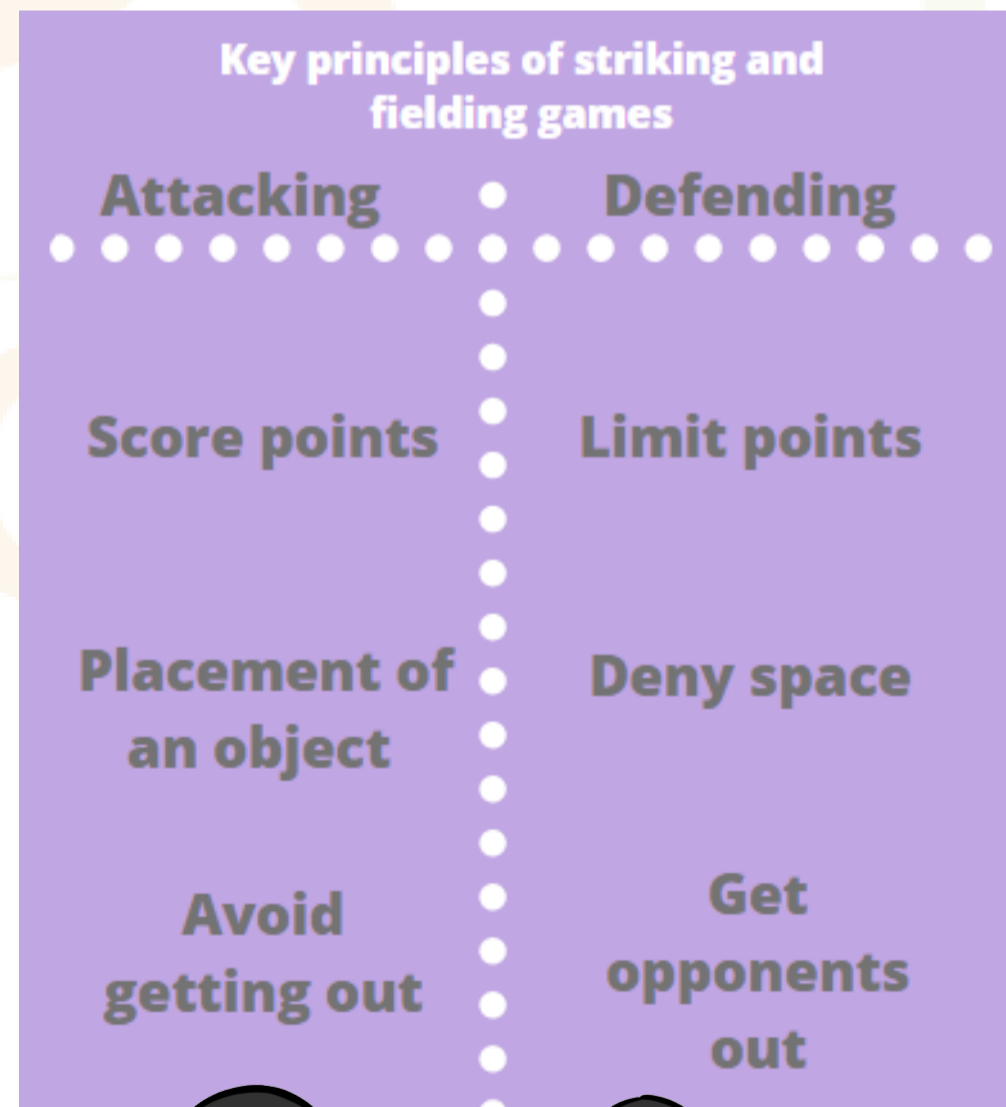 Key principles of striking and
fielding games
Attacking
Defending
Score points
Limit points
Placement of
an object
Deny space
Avoid
getting out
Get
opponents
out